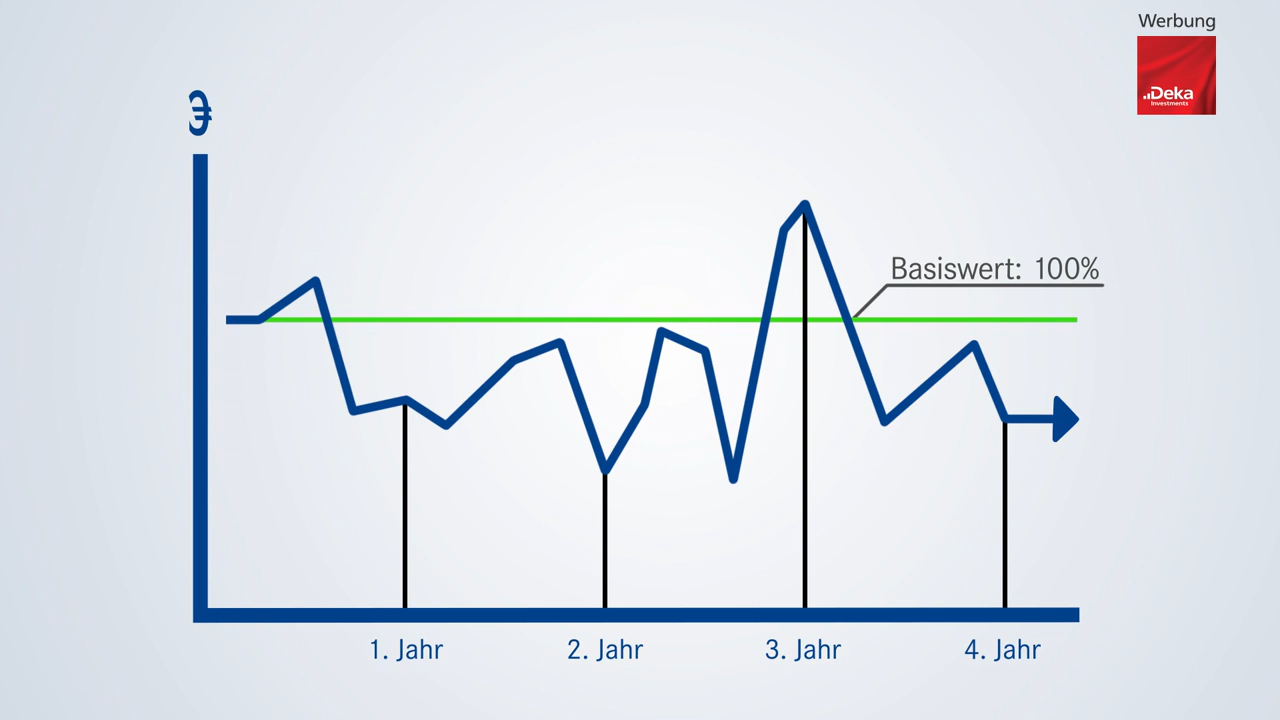 Werbung
Deka
Investments
Basiswert: 100%
1. Jahr
2. Jahr
3. Jahr
4. Jahr